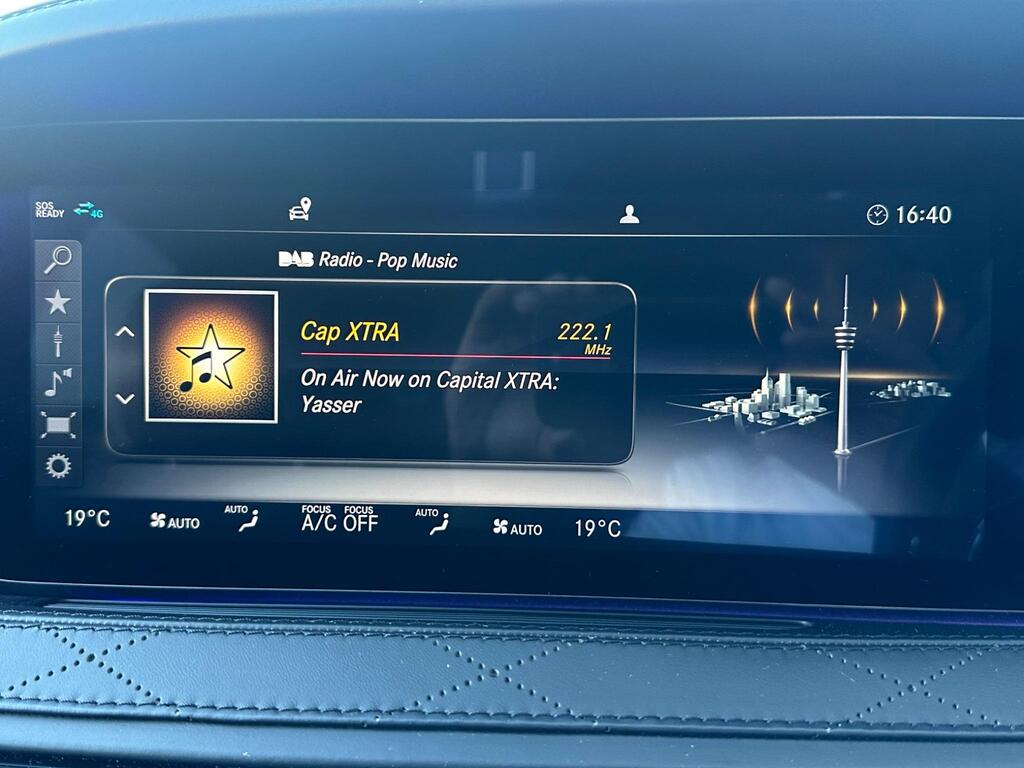 SOS
READY
4G
16:40
DAB Radio - Pop Music
Cap XTRA
222.1
MHz
On Air Now on Capital XTRA:
Yasser
19°C
AUTO
AUTO
FOCUS
A/C
FOCUS
OFF
AUTO
AUTO
19°C